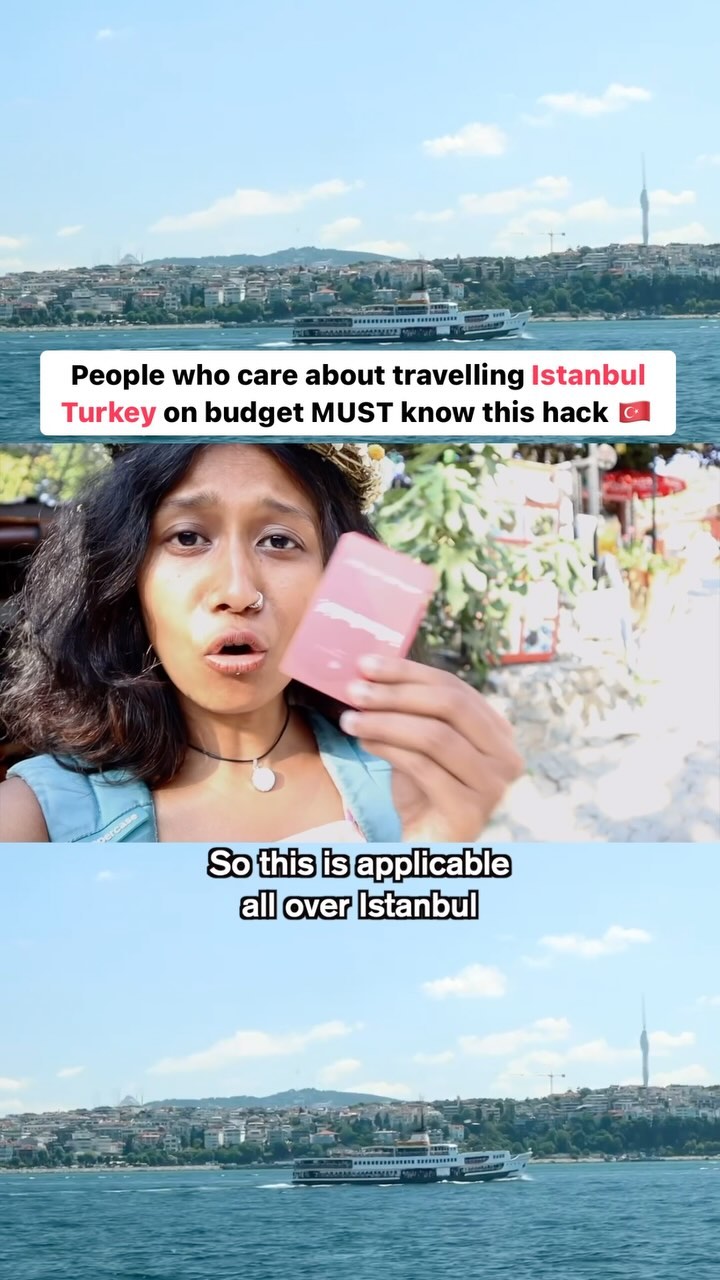 People who care about travelling Istanbul
Turkey on budget MUST know this hack 🇹🇷
So this is applicable
all over Istanbul